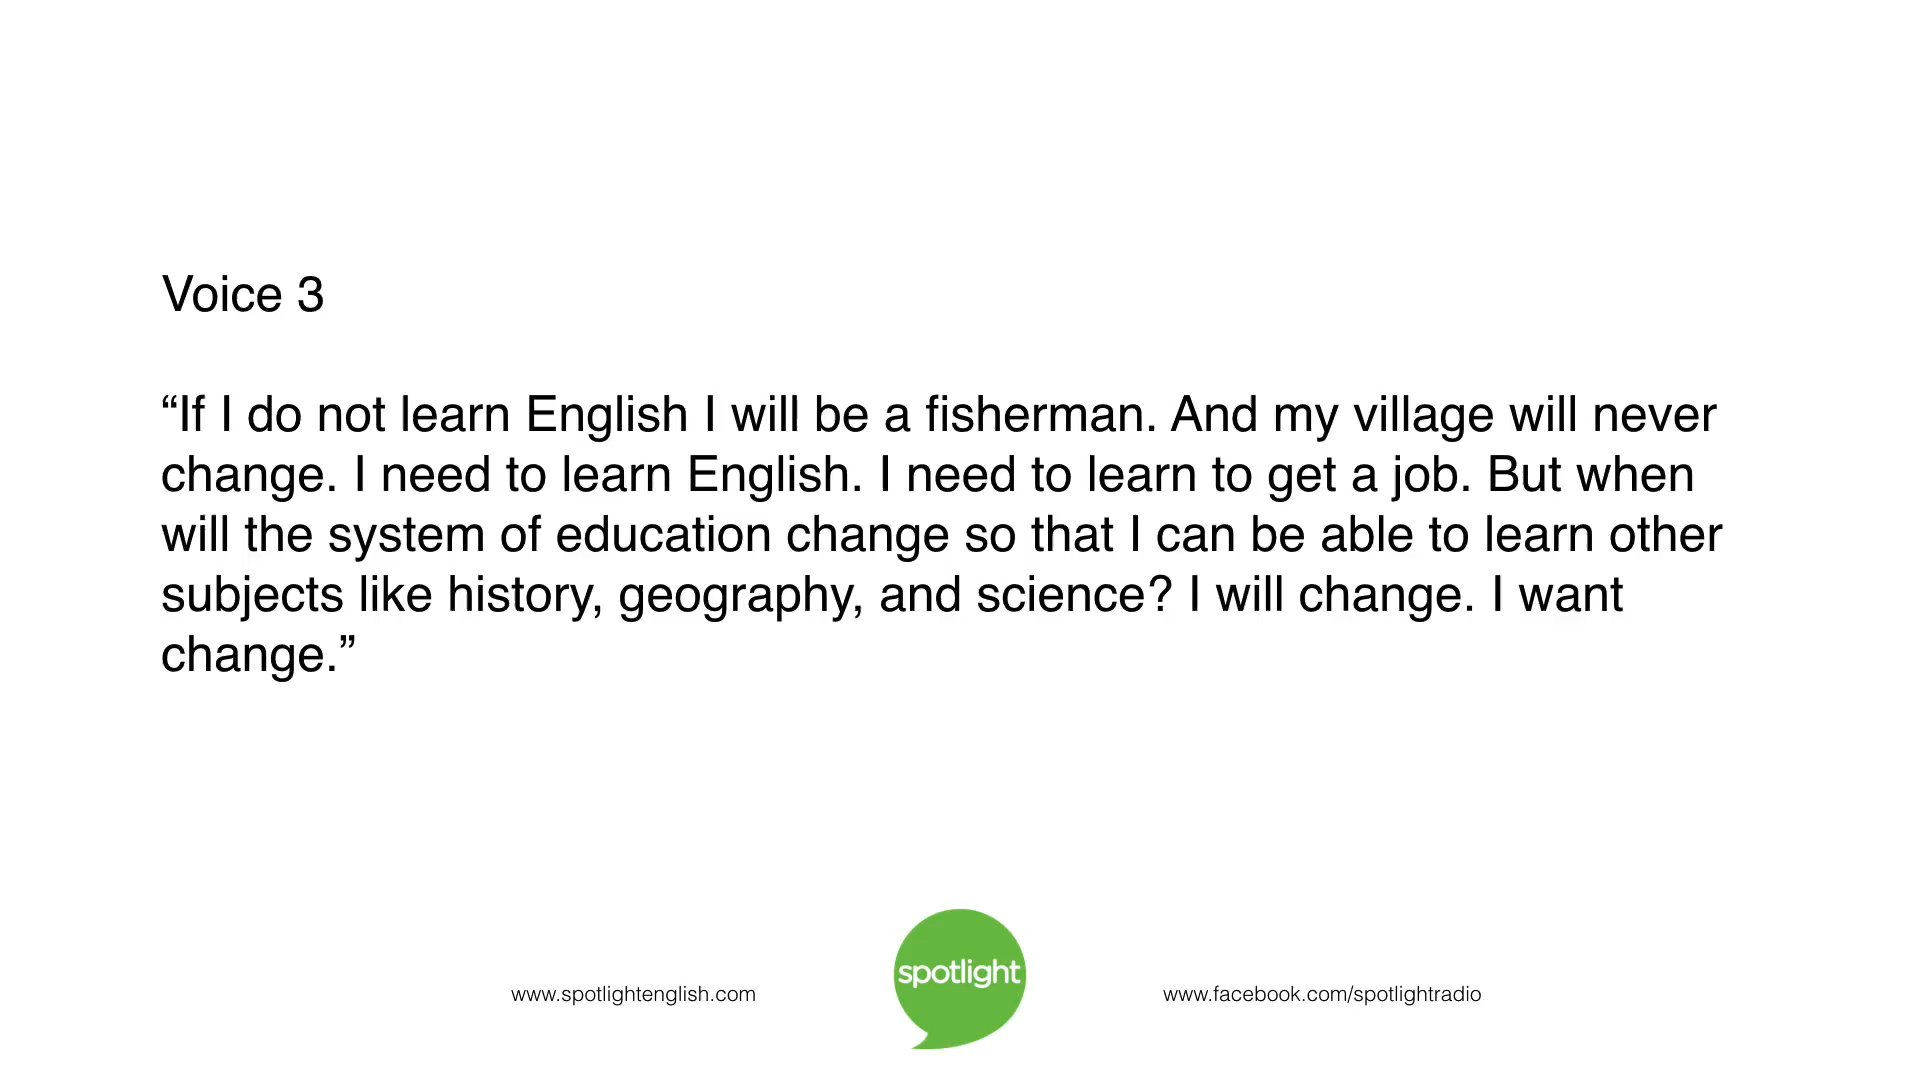 Voice 3
“If I do not learn English I will be a fisherman. And my village will never
change. I need to learn English. I need to learn to get a job. But when
will the system of education change so that I can be able to learn other
subjects like history, geography, and science? I will change. I want
change.”
spotlight
www.spotlightenglish.com
www.facebook.com/spotlightradio